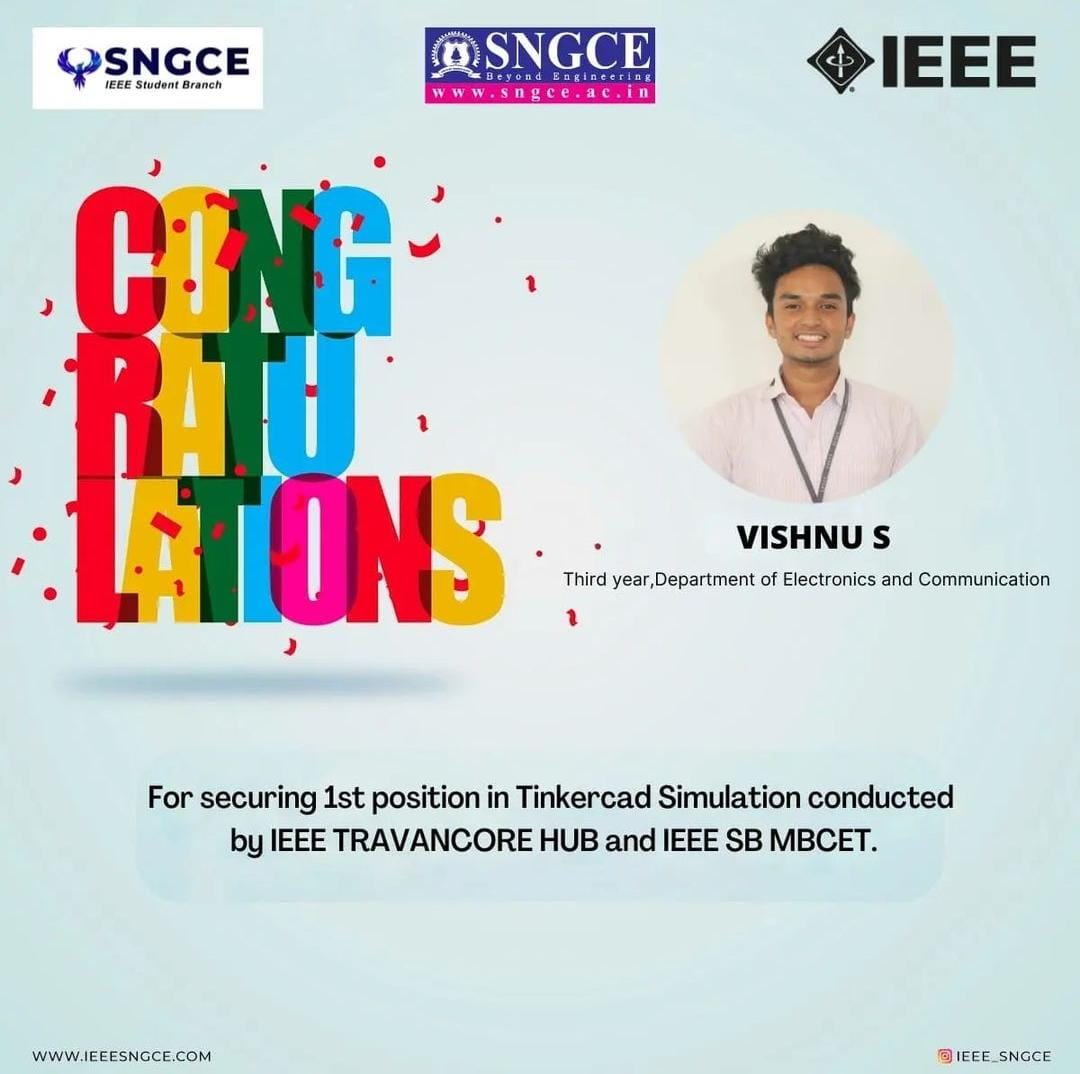 SNGCE
IEEE Student Branch
SNGCE
Beyond Engineering
www.sngce.ac.in
IEEE
CONG
RATU
LATIONS
VISHNU S
Third year,Department of Electronics and Communication
For securing 1st position in Tinkercad Simulation conducted
by IEEE TRAVANCORE HUB and IEEE SB MBCET.
WWW.IEEESNGCE.COM
IEEE_SNGCE